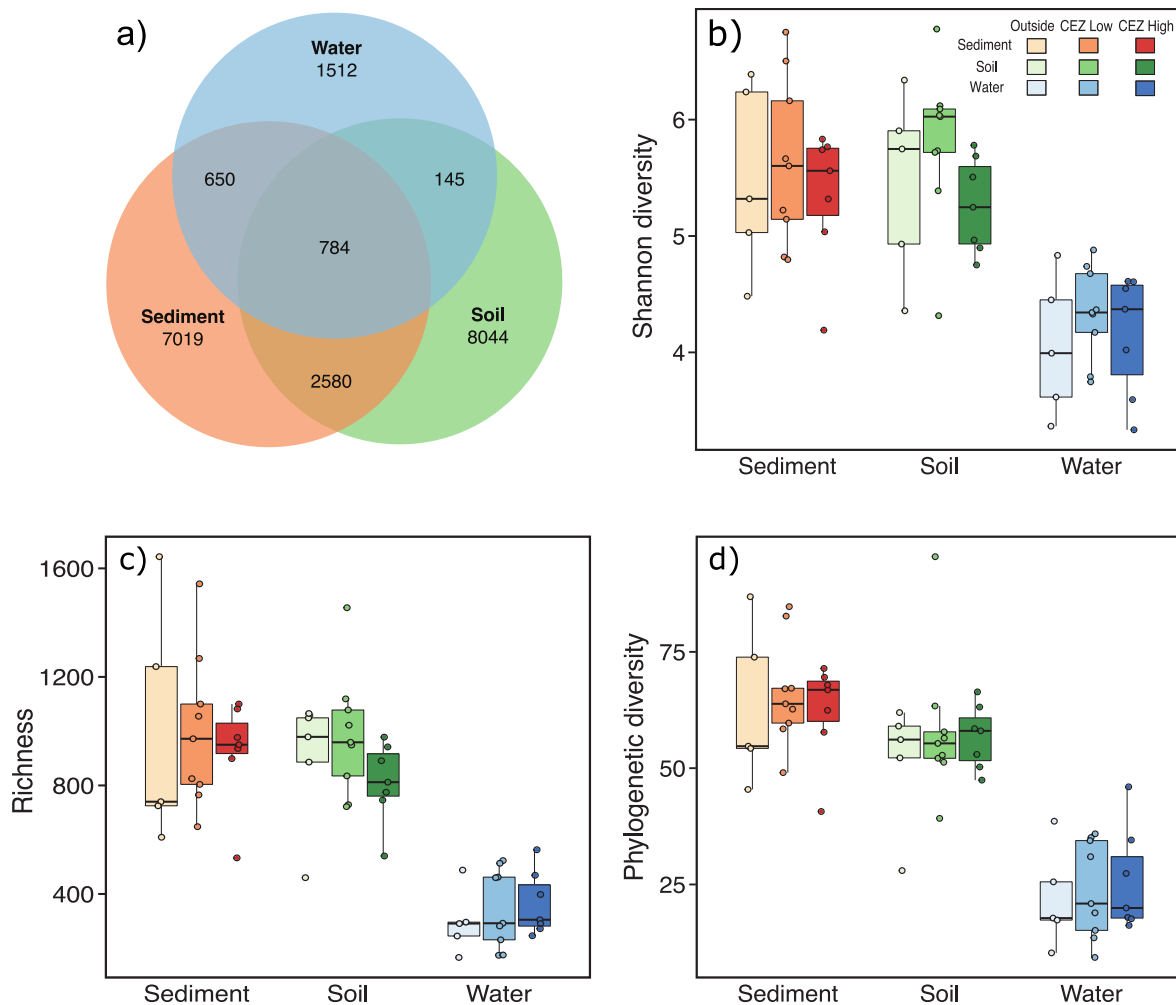 a)
Water
1512
650
145
784
Sediment
7019
Soil
8044
2580
b)
Outside CEZ Low CEZ High
Sediment
Soil
Water
Shannon diversity
6
5
4
Sediment Soil Water
c)
Richness
1600
1200
800
400
Sediment Soil Water
d)
Phylogenetic diversity
75
50
25
Sediment Soil Water